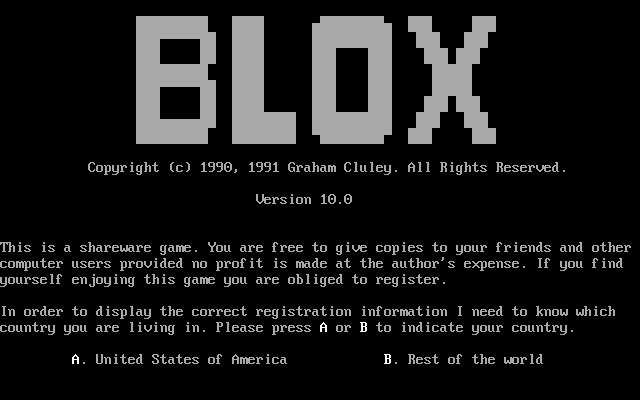 BLOX
Copyright (c) 1990, 1991 Graham Cluley. All Rights Reserved.
Version 10.0
This is a shareware game. You are free to give copies to your friends and other
computer users provided no profit is made at the author's expense. If you find
yourself enjoying this game you are obliged to register.
In order to display the correct registration information I need to know which
country you are living in. Please press A or B to indicate your country.
A. United States of America B. Rest of the world